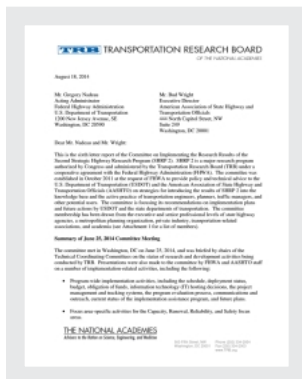 TRB TRANSPORTATION RESEARCH BOARD
OF THE NATIONAL ACADEMIES
August 18, 2014
Mr. Gregory Nadeau
Acting Administrator
Federal Highway Administration
U.S. Department of Transportation
1200 New Jersey Avenue, SE
Washington, DC 20590
Mr. Bud Wright
Executive Director
American Association of State Highway and
Transportation Officials
444 North Capitol Street, NW
Suite 249
Washington, DC 20001
Dear Mr. Nadeau and Mr. Wright:
This is the sixth letter report of the Committee on Implementing the Research Results of the
Second Strategic Highway Research Program (SHRP 2). SHRP 2 is a major research program
authorized by Congress and administered by the Transportation Research Board (TRB) under a
cooperative agreement with the Federal Highway Administration (FHWA). The committee was
established in October 2011 at the request of FHWA to provide policy and technical advice to the
U.S. Department of Transportation (USDOT) and the American Association of State Highway and
Transportation Officials (AASHTO) on strategies for introducing the results of SHRP 2 into the
knowledge base and the active practice of transportation engineers, planners, traffic managers, and
other potential users. The committee is focusing its recommendations on implementation plans
and future actions by USDOT and the state departments of transportation. The committee
membership has been drawn from the executive and senior professional levels of state highway
agencies, a metropolitan planning organization, private industry, transportation-related
associations, and academia (see Attachment 1 for a list of members).
Summary of June 25, 2014 Committee Meeting
The committee met in Washington, DC on June 25, 2014, and was briefed by chairs of the
Technical Coordinating Committees on the status of research and development activities being
conducted by TRB. Presentations were also made to the committee by FHWA and AASHTO staff
on a number of implementation-related activities, including the following:
• Program-wide implementation activities, including the schedule, deployment status,
budget, obligation of funds, information technology (IT) hosting decisions, the project
management and tracking system, the program evaluation process, communications and
outreach, current status of the implementation assistance program, and future plans.
• Focus area-specific activities for the Capacity, Renewal, Reliability, and Safety focus
areas.
THE NATIONAL ACADEMIES
Advisers to the Nation on Science, Engineering, and Medicine